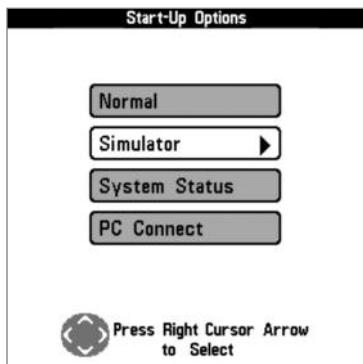 Start-Up Options
Normal
Simulator
System Status
PC Connect
Press Right Cursor Arrow
to Select